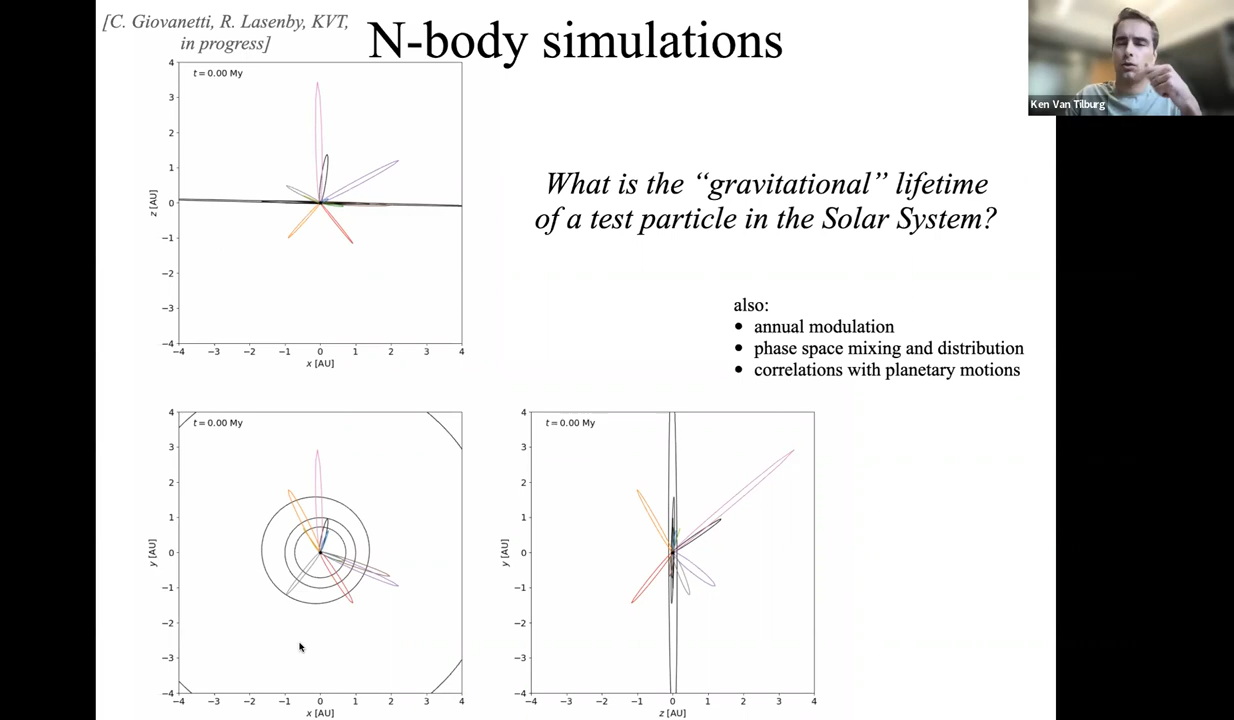 [C. Giovanetti, R. Lasenby, KVT,
in progress]
N-body simulations
Ken Van Tilburg
t = 0.00 My
4
3
2
1
0
−1
−2
−3
−4
z [AU]
−4 −3 −2 −1 0 1 2 3 4
x [AU]
What is the “gravitational” lifetime
of a test particle in the Solar System?
also:
• annual modulation
• phase space mixing and distribution
• correlations with planetary motions
t = 0.00 My
4
3
2
1
0
−1
−2
−3
−4
y [AU]
−4 −3 −2 −1 0 1 2 3 4
x [AU]
t = 0.00 My
4
3
2
1
0
−1
−2
−3
−4
y [AU]
−4 −3 −2 −1 0 1 2 3 4
z [AU]